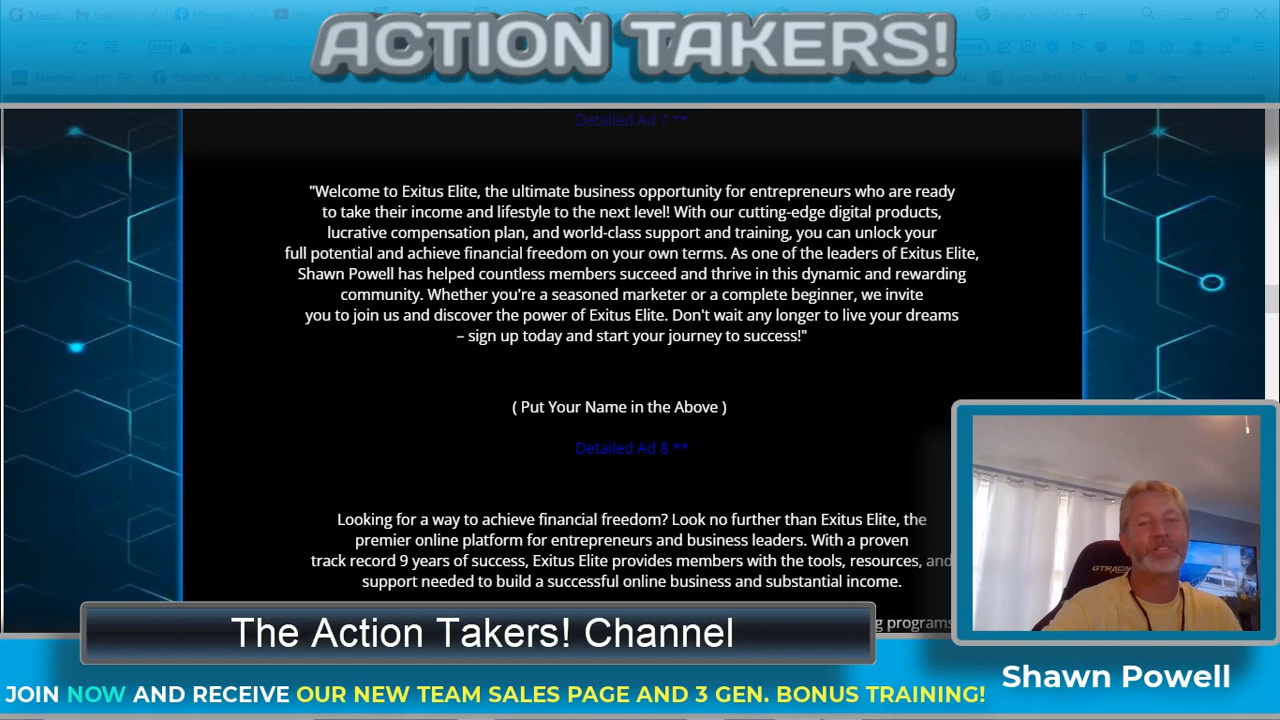 ACTION TAKERS!
Detailed Ad 7 **
"Welcome to Exitus Elite, the ultimate business opportunity for entrepreneurs who are ready
to take their income and lifestyle to the next level! With our cutting-edge digital products,
lucrative compensation plan, and world-class support and training, you can unlock your
full potential and achieve financial freedom on your own terms. As one of the leaders of Exitus Elite,
Shawn Powell has helped countless members succeed and thrive in this dynamic and rewarding
community. Whether you're a seasoned marketer or a complete beginner, we invite
you to join us and discover the power of Exitus Elite. Don't wait any longer to live your dreams
– sign up today and start your journey to success!"
( Put Your Name in the Above )
Detailed Ad 8 **
Looking for a way to achieve financial freedom? Look no further than Exitus Elite, the
premier online platform for entrepreneurs and business leaders. With a proven
track record 9 years of success, Exitus Elite provides members with the tools, resources, and
support needed to build a successful online business and substantial income.
programs
GTRACING
The Action Takers! Channel
Shawn Powell
JOIN NOW AND RECEIVE OUR NEW TEAM SALES PAGE AND 3 GEN. BONUS TRAINING!